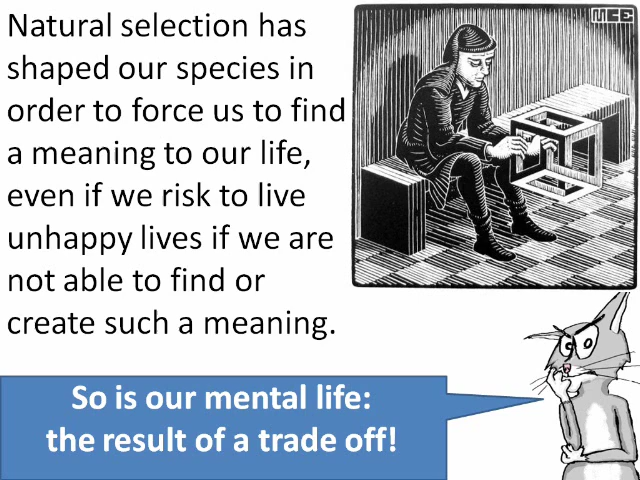 Natural selection has
shaped our species in
order to force us to find
a meaning to our life,
even if we risk to live
unhappy lives if we are
not able to find or
create such a meaning.
MCE
So is our mental life:
the result of a trade off!